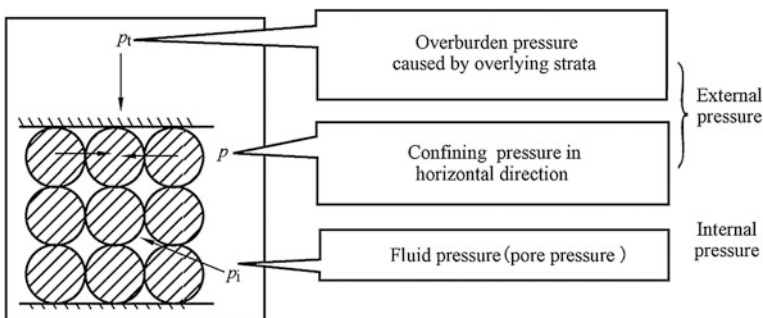 pt
Overburden pressure
caused by overlying strata
External
pressure
p
Confining pressure in
horizontal direction
Internal
pressure
Fluid pressure (pore pressure )
pi